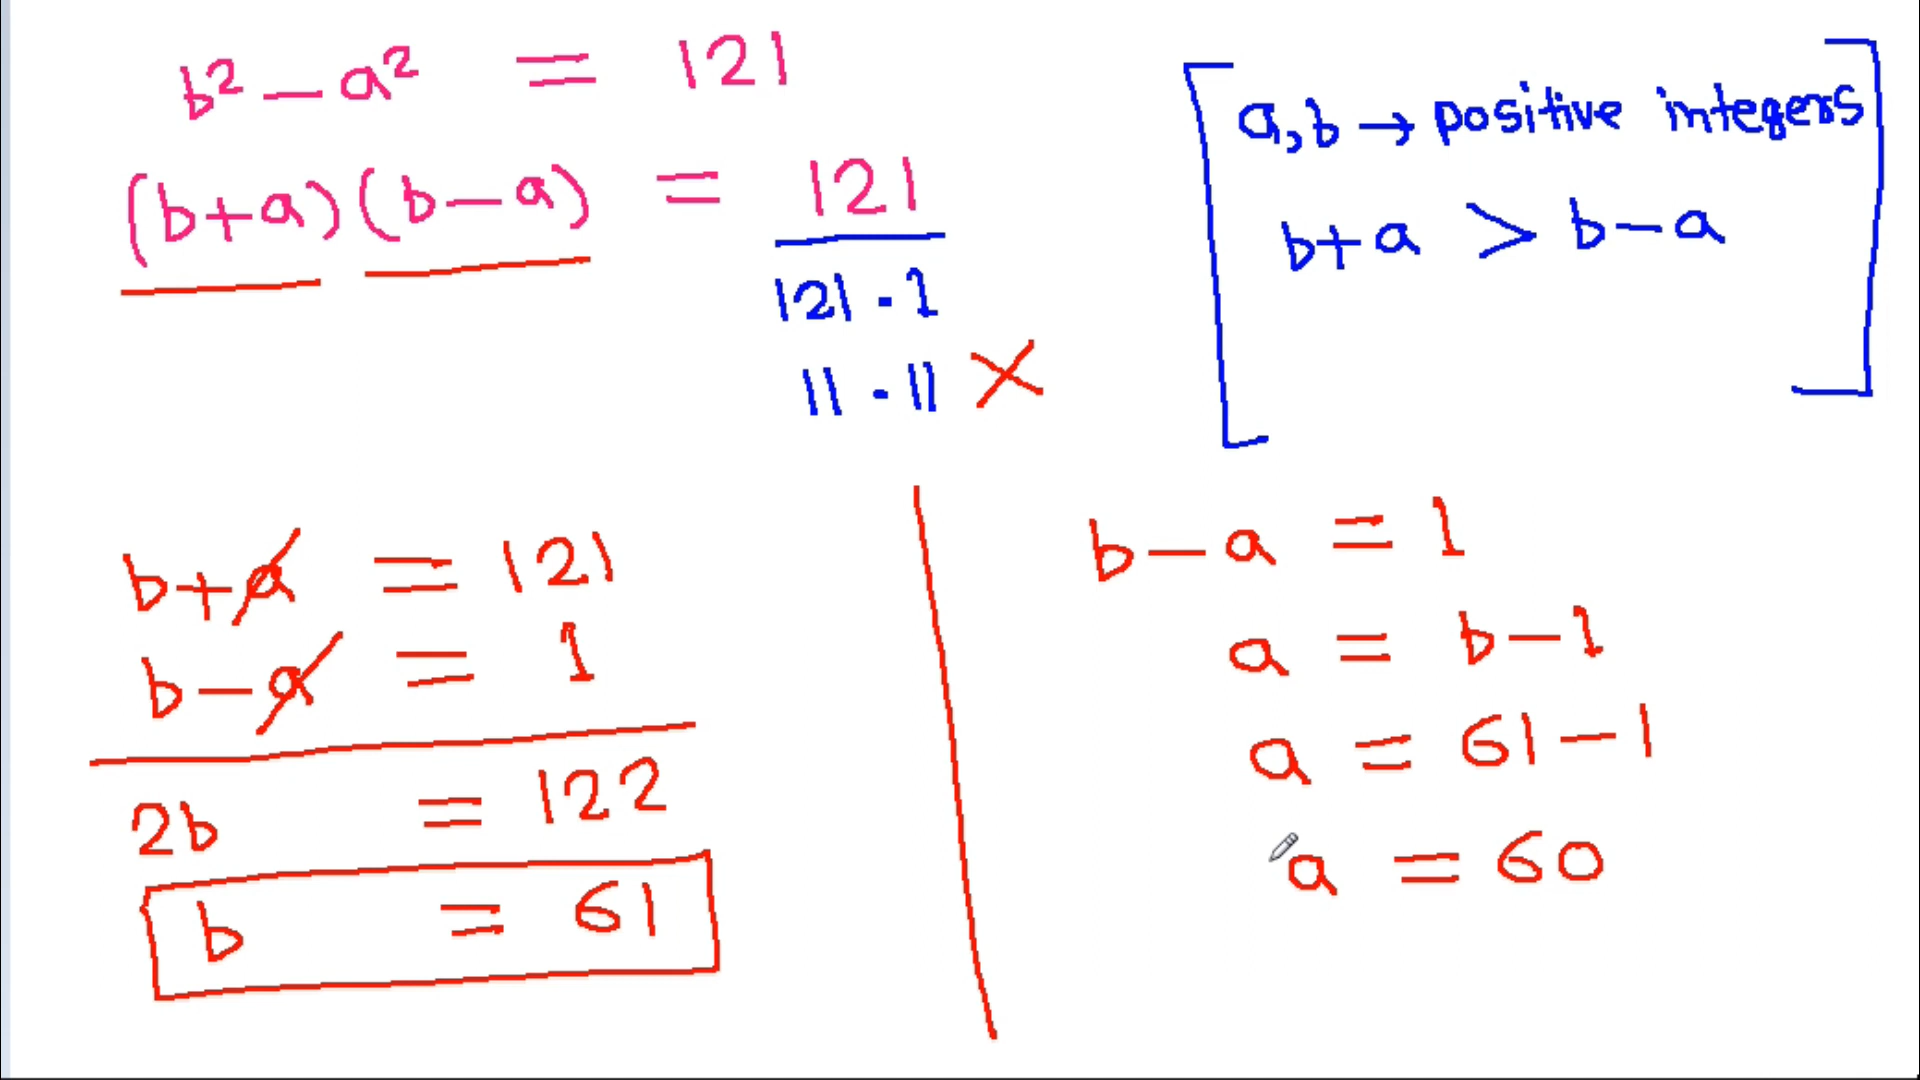 b² – a² = 121
(b+a)(b–a) = 121
121 · 1
11 · 11 ×
[a,b → positive integers
b+a > b–a]
b+a = 121
b–a = 1
2b = 122
b = 61
b–a = 1
a = b–1
a = 61–1
a = 60